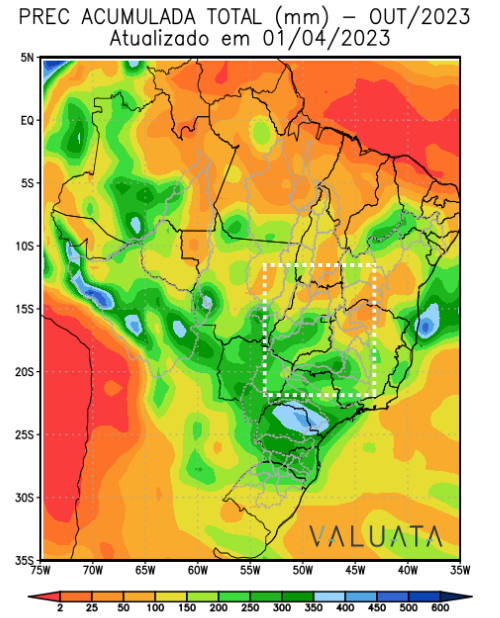 PREC ACUMULADA TOTAL (mm) – OUT/2023
Atualizado em 01/04/2023
5N
EQ
5S
10S
15S
20S
25S
30S
35S
VALUATA
75W 70W 65W 60W 55W 50W 45W 40W 35W
2 25 50 100 150 200 250 300 350 400 450 500 600